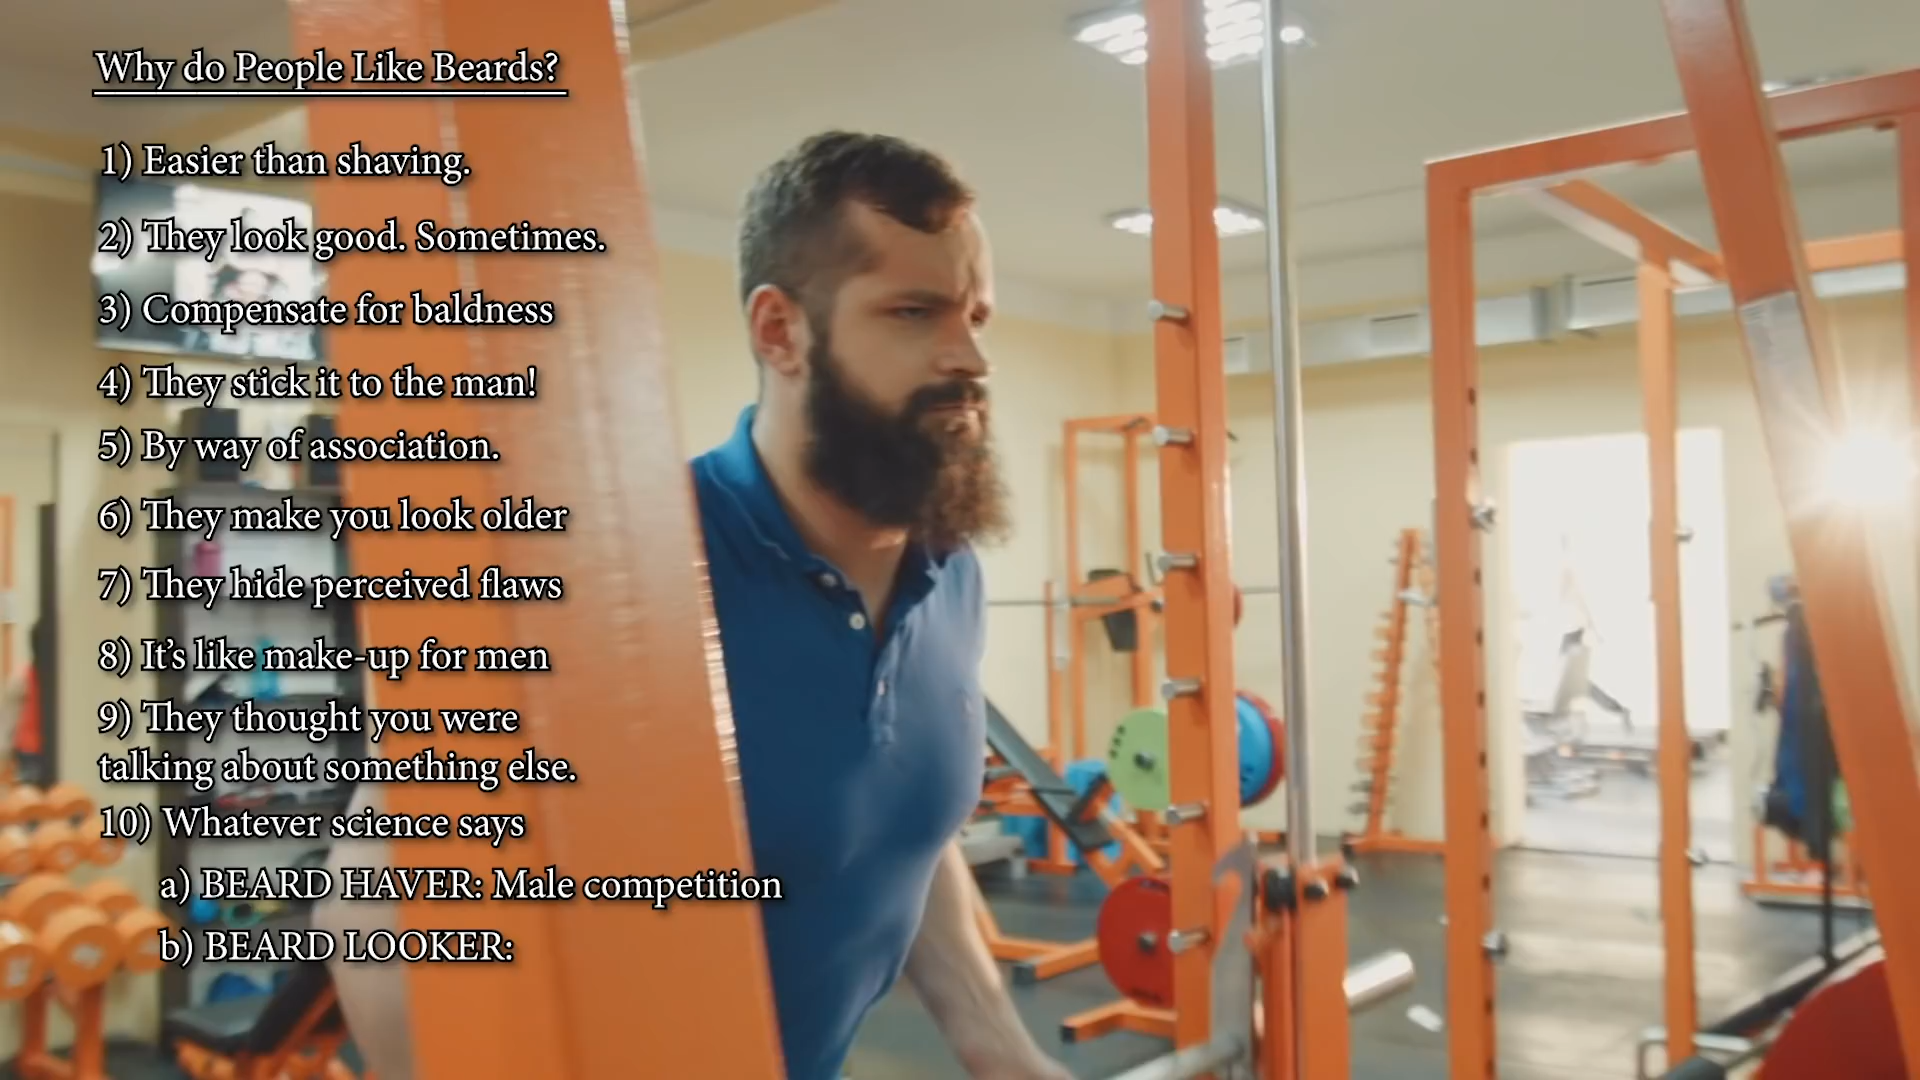 Why do People Like Beards?
1) Easier than shaving.
2) They look good. Sometimes.
3) Compensate for baldness
4) They stick it to the man!
5) By way of association.
6) They make you look older
7) They hide perceived flaws
8) It's like make-up for men
9) They thought you were
talking about something else.
10) Whatever science says
a) BEARD HAVER: Male competition
b) BEARD LOOKER: